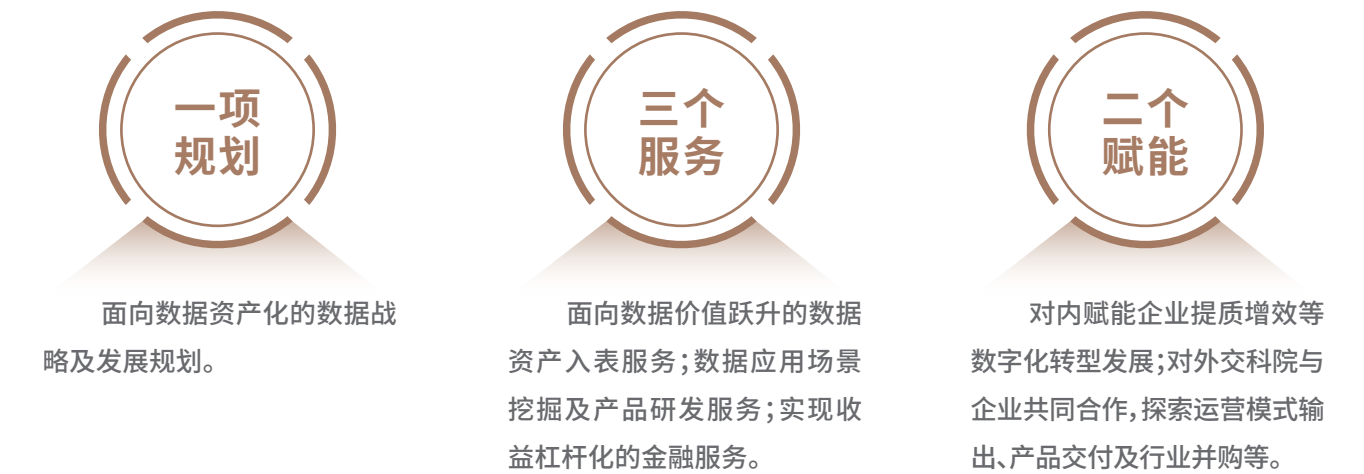 一项
规划
面向数据资产化的数据战
略及发展规划。
三个
服务
面向数据价值跃升的数据
资产入表服务;数据应用场景
挖掘及产品研发服务;实现收
益杠杆化的金融服务。
二个
赋能
对内赋能企业提质增效等
数字化转型发展;对外交科院与
企业共同合作,探索运营模式输
出、产品交付及行业并购等。